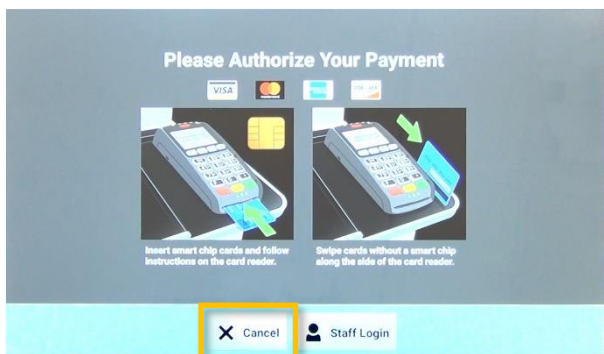 Please Authorize Your Payment
VISA
Insert smart chip cards and follow
instructions on the card reader.
Swipe cards without a smart chip
along the side of the card reader.
Cancel
Staff Login